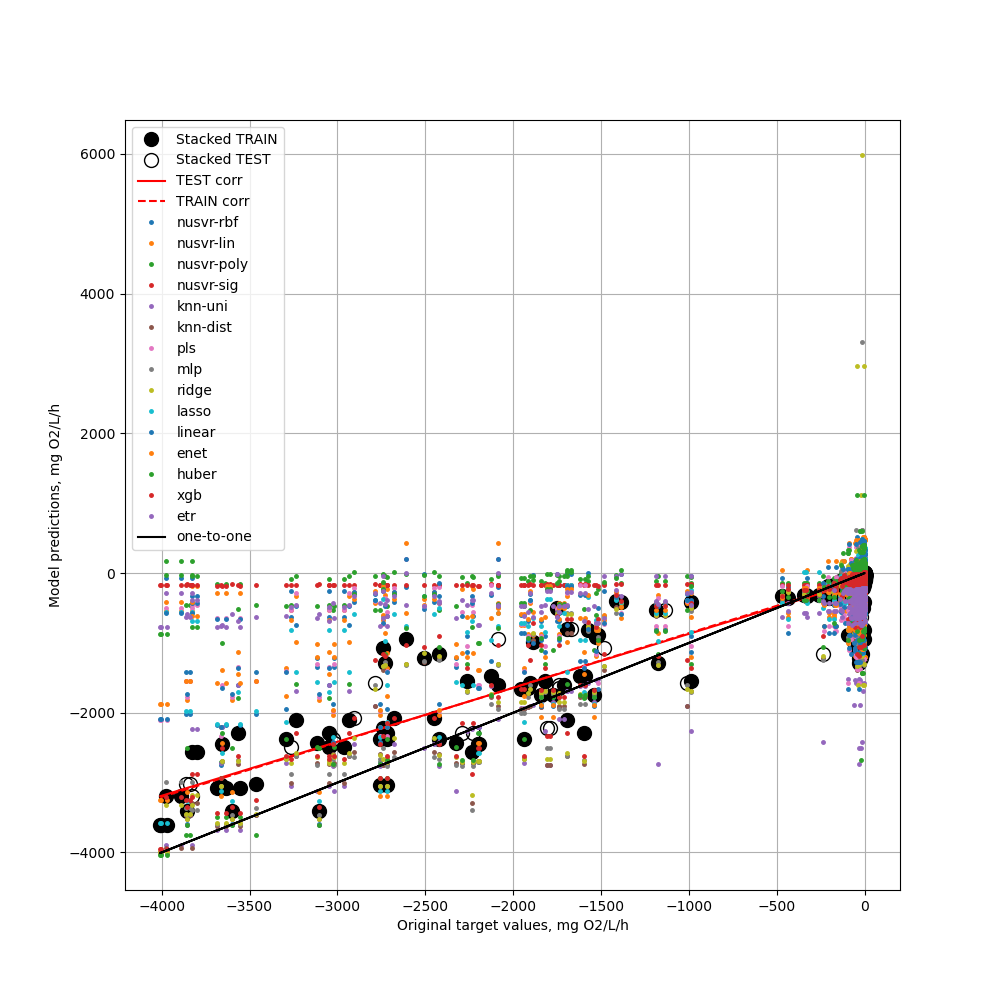 Stacked TRAIN
Stacked TEST
TEST corr
TRAIN corr
nusvr-rbf
nusvr-lin
nusvr-poly
nusvr-sig
knn-uni
knn-dist
pls
mlp
ridge
lasso
linear
enet
huber
xgb
etr
one-to-one
6000
4000
2000
0
−2000
−4000
Model predictions, mg O2/L/h
−4000 −3500 −3000 −2500 −2000 −1500 −1000 −500 0
Original target values, mg O2/L/h